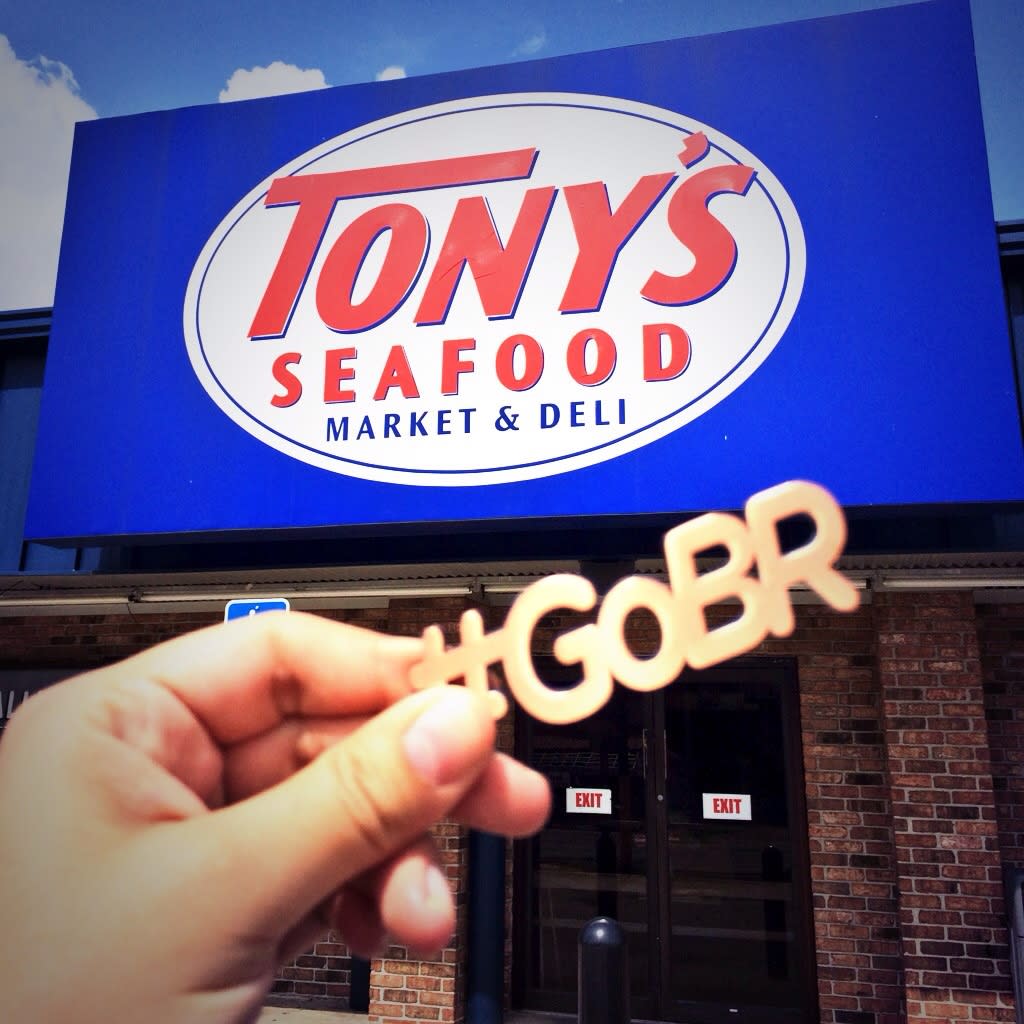 TONY'S
SEAFOOD
MARKET & DELI
#GoBR
EXIT
EXIT